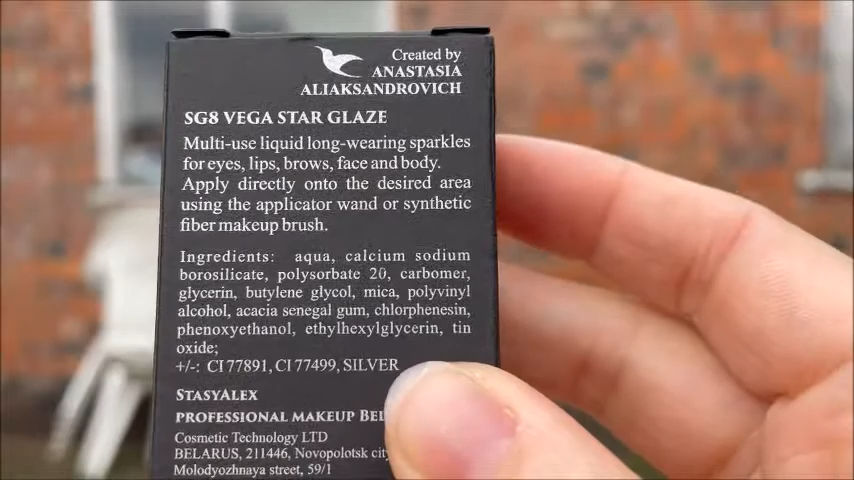 Created by
ANASTASIA
ALIAKSANDROVICH
SG8 VEGA STAR GLAZE
Multi-use liquid long-wearing sparkles
for eyes, lips, brows, face and body.
Apply directly onto the desired area
using the applicator wand or synthetic
fiber makeup brush.
Ingredients: aqua, calcium sodium
borosilicate, polysorbate 20, carbomer,
glycerin, butylene glycol, mica, polyvinyl
alcohol, acacia senegal gum, chlorphenesin,
phenoxyethanol, ethylhexylglycerin, tin
oxide;
+/-: CI 77891, CI 77499, SILVER
STASYALEX
PROFESSIONAL MAKEUP BEL
Cosmetic Technology LTD
BELARUS, 211446, Novopolotsk city
Molodyozhnaya street, 59/1